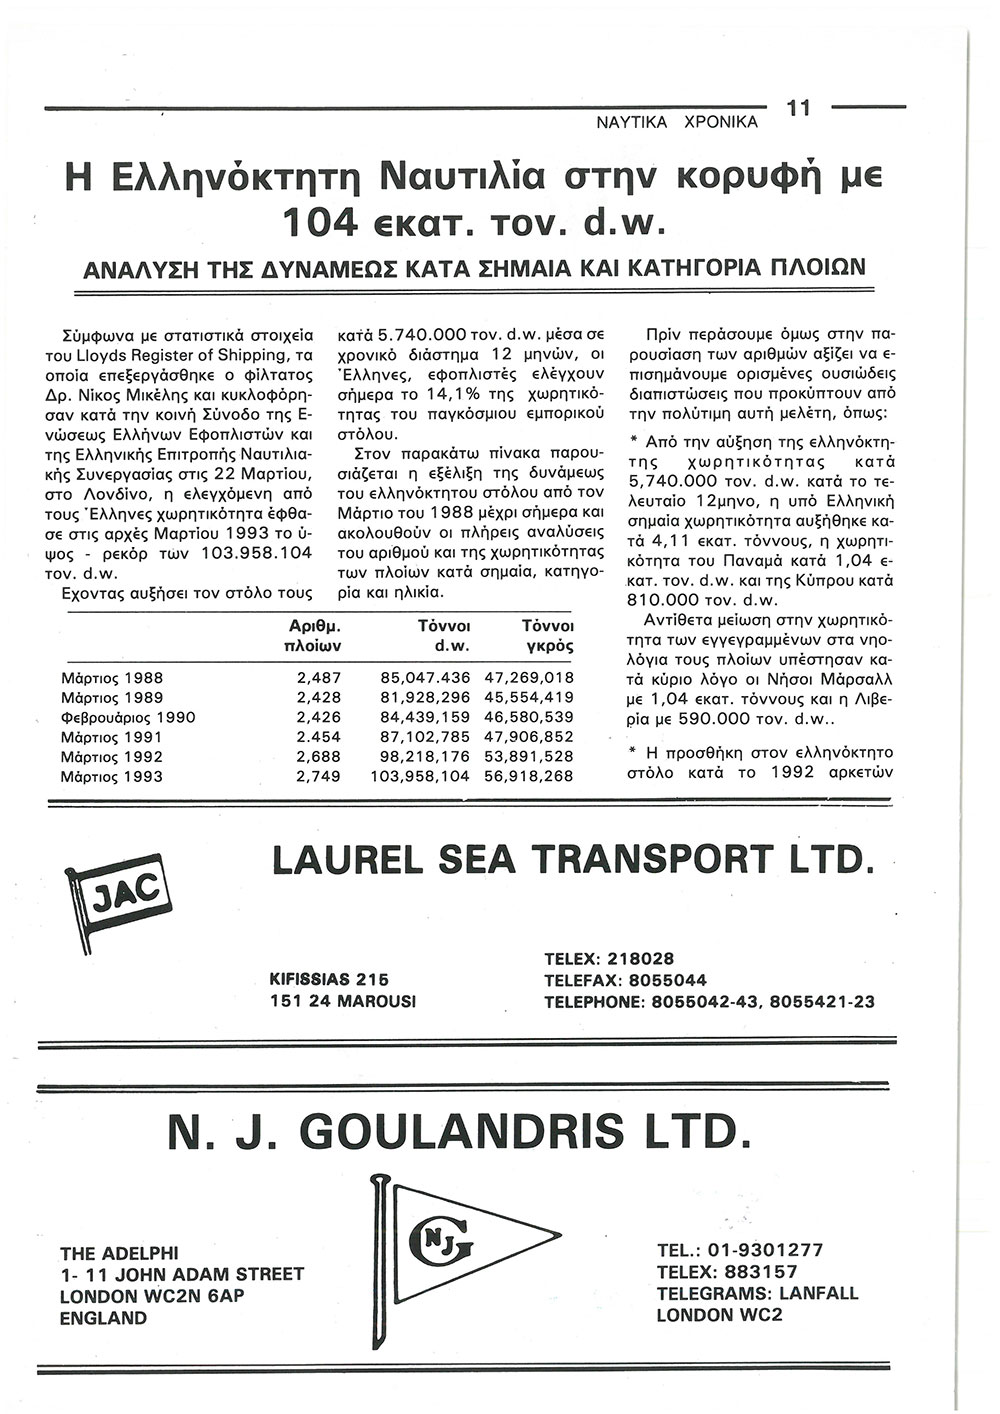 11
ΝΑΥΤΙΚΑ ΧΡΟΝΙΚΑ
Η Ελληνόκτητη Ναυτιλία στην κορυφή με
104 εκατ. τον. d.w.
ΑΝΑΛΥΣΗ ΤΗΣ ΔΥΝΑΜΕΩΣ ΚΑΤΑ ΣΗΜΑΙΑ ΚΑΙ ΚΑΤΗΓΟΡΙΑ ΠΛΟΙΩΝ
Σύμφωνα με στατιστικά στοιχεία
του Lloyds Register of Shipping, τα
οποία επεξεργάσθηκε ο φίλτατος
Δρ. Νίκος Μικέλης και κυκλοφόρη-
σαν κατά την κοινή Σύνοδο της Ε-
νώσεως Ελλήνων Εφοπλιστών και
της Ελληνικής Επιτροπής Ναυτιλια-
κής Συνεργασίας στις 22 Μαρτίου,
στο Λονδίνο, η ελεγχόμενη από
τους Έλληνες χωρητικότητα έφθα-
σε στις αρχές Μαρτίου 1993 το ύ-
ψος - ρεκόρ των 103.958.104
τον. d.w.
Εχοντας αυξήσει τον στόλο τους
κατά 5.740.000 τον. d.w. μέσα σε
χρονικό διάστημα 12 μηνών, οι
Έλληνες, εφοπλιστές ελέγχουν
σήμερα το 14,1% της χωρητικό-
τητας του παγκόσμιου εμπορικού
στόλου.
Στον παρακάτω πίνακα παρου-
σιάζεται η εξέλιξη της δυνάμεως
του ελληνόκτητου στόλου από τον
Μάρτιο του 1988 μέχρι σήμερα και
ακολουθούν οι πλήρεις αναλύσεις
του αριθμού και της χωρητικότητας
των πλοίων κατά σημαία, κατηγο-
ρία και ηλικία.
Αριθμ. Τόννοι Τόννοι
πλοίων d.w. γκρός
Μάρτιος 1988 2,487 85,047.436 47,269,018
Μάρτιος 1989 2,428 81,928,296 45,554,419
Φεβρουάριος 1990 2,426 84,439,159 46,580,539
Μάρτιος 1991 2.454 87,102,785 47,906,852
Μάρτιος 1992 2,688 98,218,176 53,891,528
Μάρτιος 1993 2,749 103,958,104 56,918,268
Πρίν περάσουμε όμως στην πα-
ρουσίαση των αριθμών αξίζει να ε-
πισημάνουμε ορισμένες ουσιώδεις
διαπιστώσεις που προκύπτουν από
την πολύτιμη αυτή μελέτη, όπως:
* Από την αύξηση της ελληνόκτη-
της χωρητικότητας κατά
5,740.000 τον. d.w. κατά το τε-
λευταίο 12μηνο, η υπό Ελληνική
σημαία χωρητικότητα αυξήθηκε κα-
τά 4,11 εκατ. τόννους, η χωρητι-
κότητα του Παναμά κατά 1,04 ε-
κατ. τον. d.w. και της Κύπρου κατά
810.000 τον. d.w.
Αντίθετα μείωση στην χωρητικό-
τητα των εγγεγραμμένων στα νηο-
λόγια τους πλοίων υπέστησαν κα-
τά κύριο λόγο οι Νήσοι Μάρσαλλ
με 1,04 εκατ. τόννους και η Λιβε-
ρία με 590.000 τον. d.w..
* Η προσθήκη στον ελληνόκτητο
στόλο κατά το 1992 αρκετών
JAC
LAUREL SEA TRANSPORT LTD.
KIFISSIAS 215
151 24 MAROUSI
TELEX: 218028
TELEFAX: 8055044
TELEPHONE: 8055042-43, 8055421-23
N. J. GOULANDRIS LTD.
NJG
THE ADELPHI
1- 11 JOHN ADAM STREET
LONDON WC2N 6AP
ENGLAND
TEL.: 01-9301277
TELEX: 883157
TELEGRAMS: LANFALL
LONDON WC2